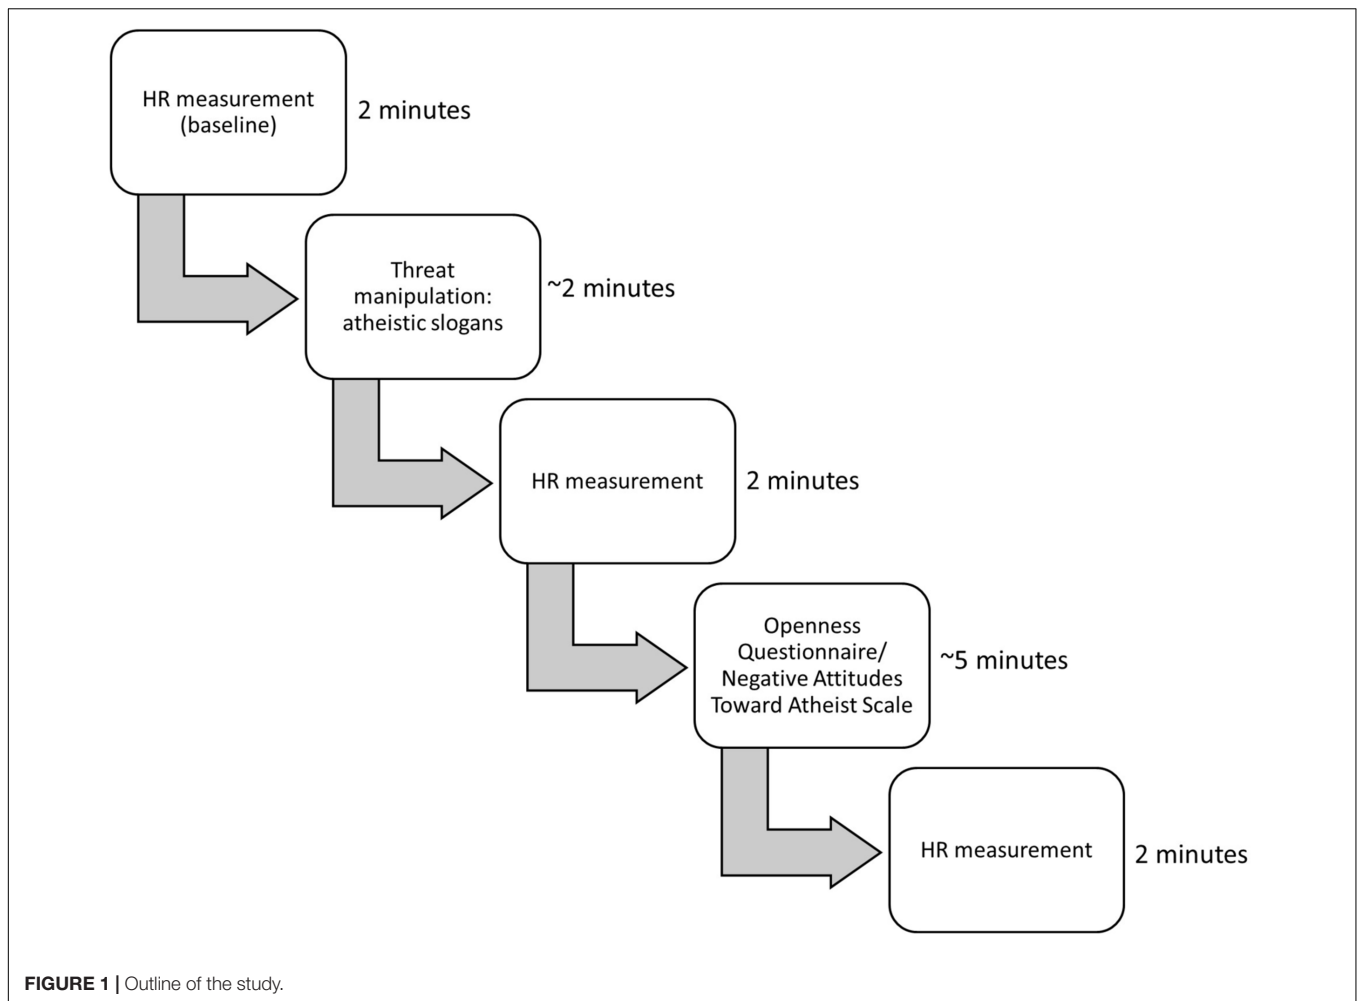 HR measurement
(baseline)
2 minutes
Threat
manipulation:
atheistic slogans
~2 minutes
HR measurement
2 minutes
Openness
Questionnaire/
Negative Attitudes
Toward Atheist Scale
~5 minutes
HR measurement
2 minutes
FIGURE 1 | Outline of the study.